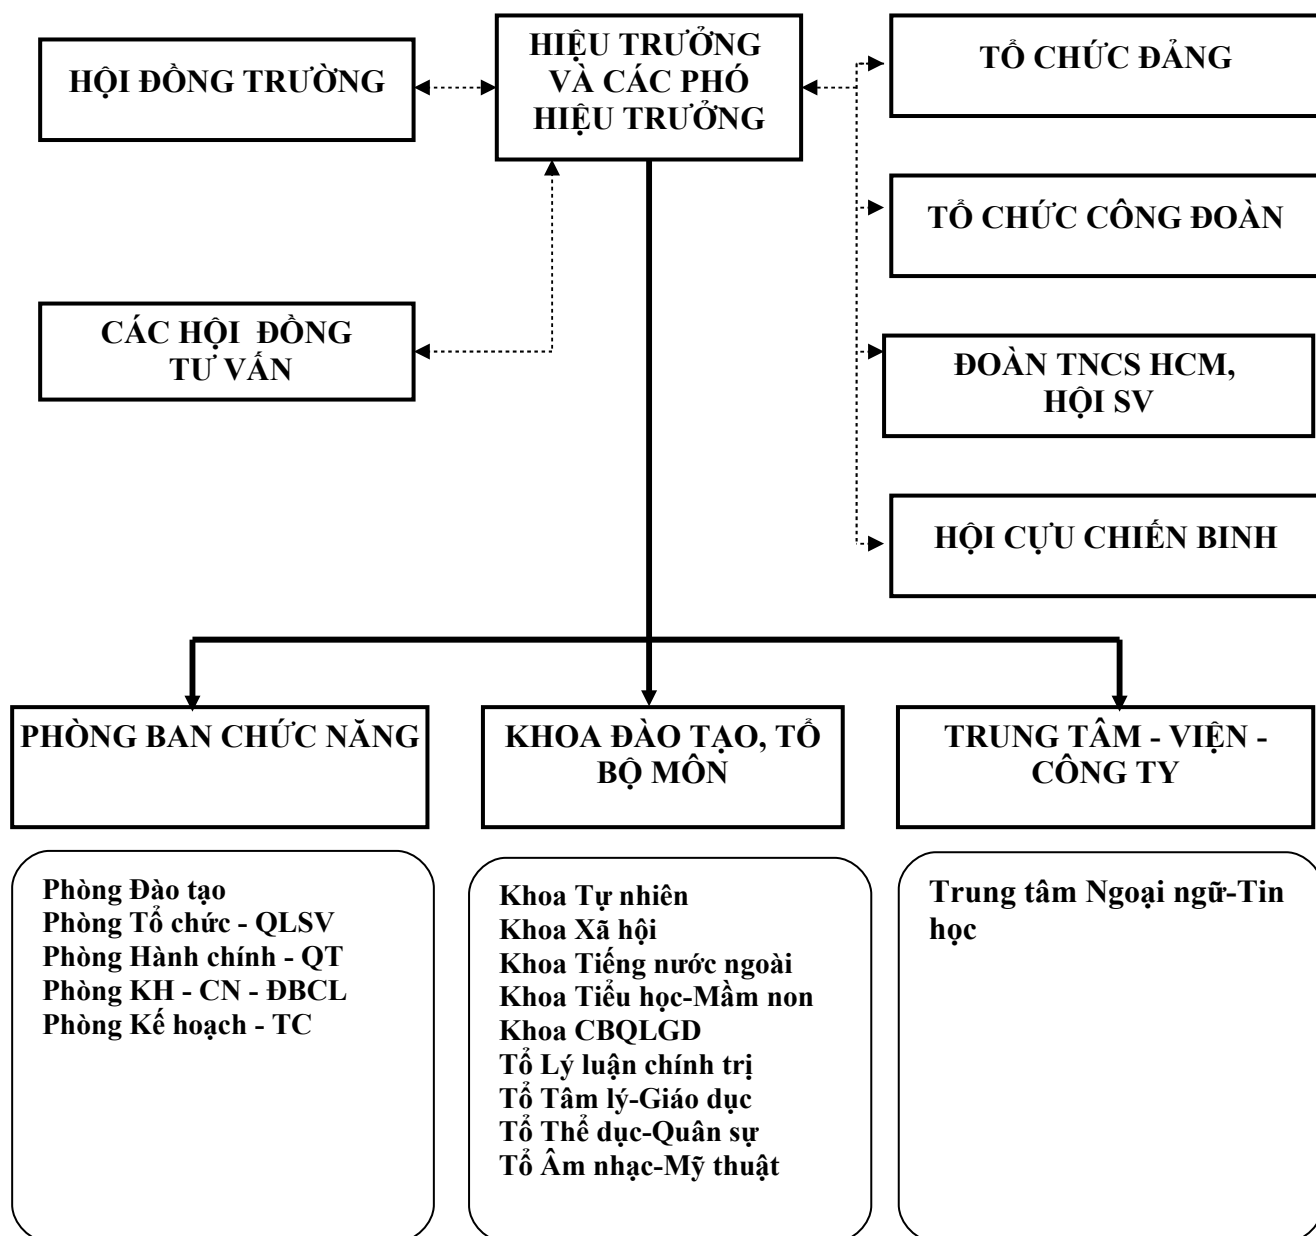 HỘI ĐỒNG TRƯỜNG
HIỆU TRƯỞNG
VÀ CÁC PHÓ
HIỆU TRƯỞNG
TỔ CHỨC ĐẢNG
TỔ CHỨC CÔNG ĐOÀN
CÁC HỘI ĐỒNG
TƯ VẤN
ĐOÀN TNCS HCM,
HỘI SV
HỘI CỰU CHIẾN BINH
PHÒNG BAN CHỨC NĂNG
KHOA ĐÀO TẠO, TỔ
BỘ MÔN
TRUNG TÂM - VIỆN -
CÔNG TY
Phòng Đào tạo
Phòng Tổ chức - QLSV
Phòng Hành chính - QT
Phòng KH - CN - ĐBCL
Phòng Kế hoạch - TC
Khoa Tự nhiên
Khoa Xã hội
Khoa Tiếng nước ngoài
Khoa Tiểu học-Mầm non
Khoa CBQLGD
Tổ Lý luận chính trị
Tổ Tâm lý-Giáo dục
Tổ Thể dục-Quân sự
Tổ Âm nhạc-Mỹ thuật
Trung tâm Ngoại ngữ-Tin
học